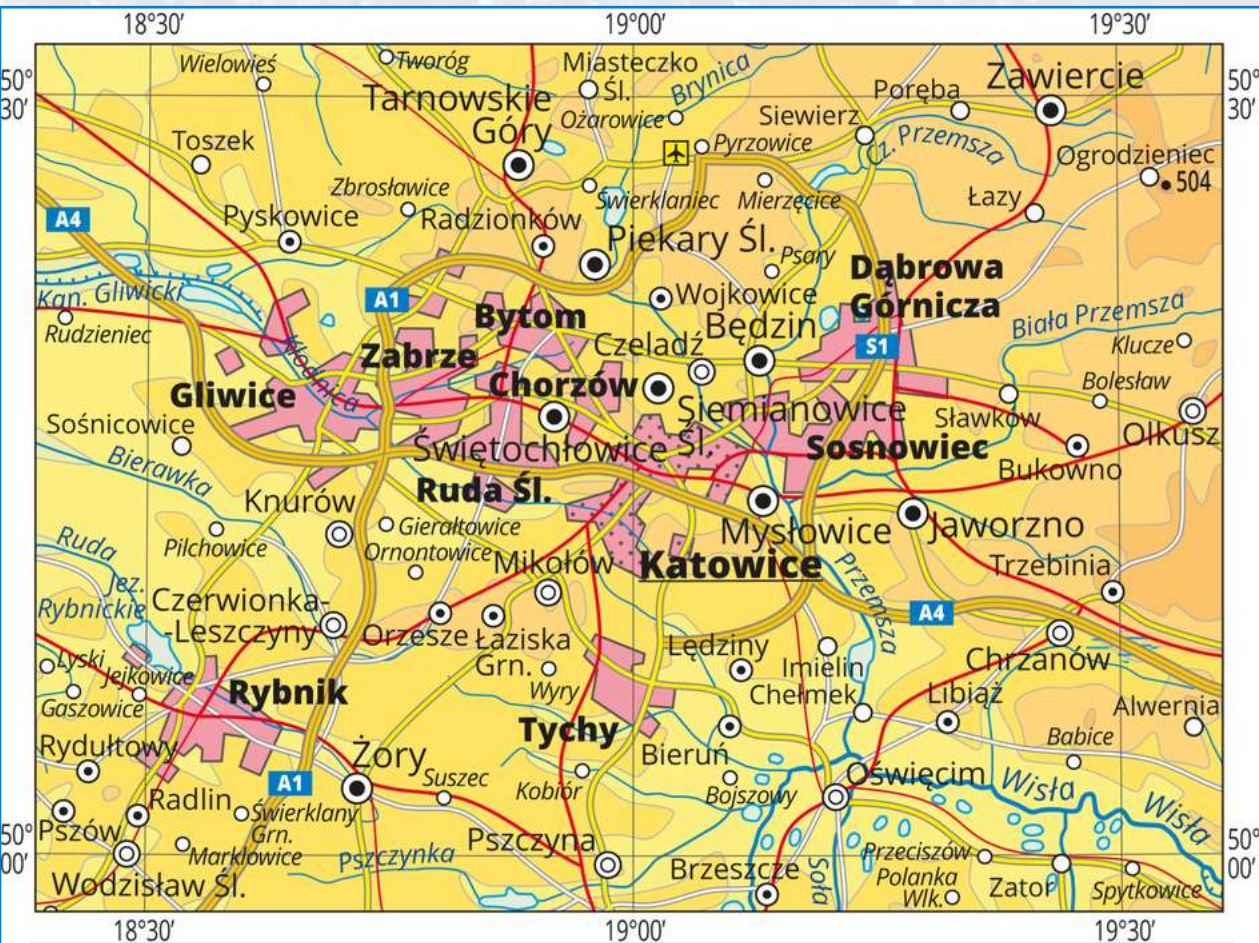 18°30′ 19°00′ 19°30′
50°
30′
50°
30′
Wielowieś
Tworóg
Miasteczko
Śl.
Brynica
Tarnowskie
Góry
Ożarowice
Siewierz
Poręba
Zawiercie
Toszek
Pyrzowice
Cz. Przemsza
Ogrodzieniec
504
Zbrosławice
Świerklaniec
Mierzęcice
Łazy
A4
Pyskowice
Radzionków
Piekary Śl.
Psary
Dąbrowa
Górnicza
Kan. Gliwicki
A1
Wojkowice
Rudzieniec
Bytom
Będzin
Biała Przemsza
Kłodnica
Zabrze
Czeladź
S1
Klucze
Gliwice
Chorzów
Siemianowice
Śl.
Bolesław
Sośnicowice
Sławków
Olkusz
Świętochłowice
Sosnowiec
Bierawka
Bukowno
Ruda Śl.
Knurów
Gierałtowice
Mysłowice
Jaworzno
Pilchowice
Ornontowice
Ruda
Mikołów
Katowice
Przemsza
Trzebinia
Jez.
Rybnickie
Czerwionka-
-Leszczyny
Orzesze
Łaziska
Grn.
A4
Lędziny
Imielin
Chrzanów
Lyski
Jejkowice
Wyry
Chełmek
Libiąż
Alwernia
Gaszowice
Rybnik
Tychy
Bieruń
Babice
Rydułtowy
Żory
Suszec
Kobiór
Bojszowy
Oświęcim
Wisła
Wisła
A1
Radlin
Świerklany
Grn.
Pszów
Marklowice
Pszczynka
Pszczyna
Brzeszcze
Soła
Przeciszów
Polanka
Wlk.
Zator
Spytkowice
Wodzisław Śl.
50°
00′
50°
00′
18°30′ 19°00′ 19°30′